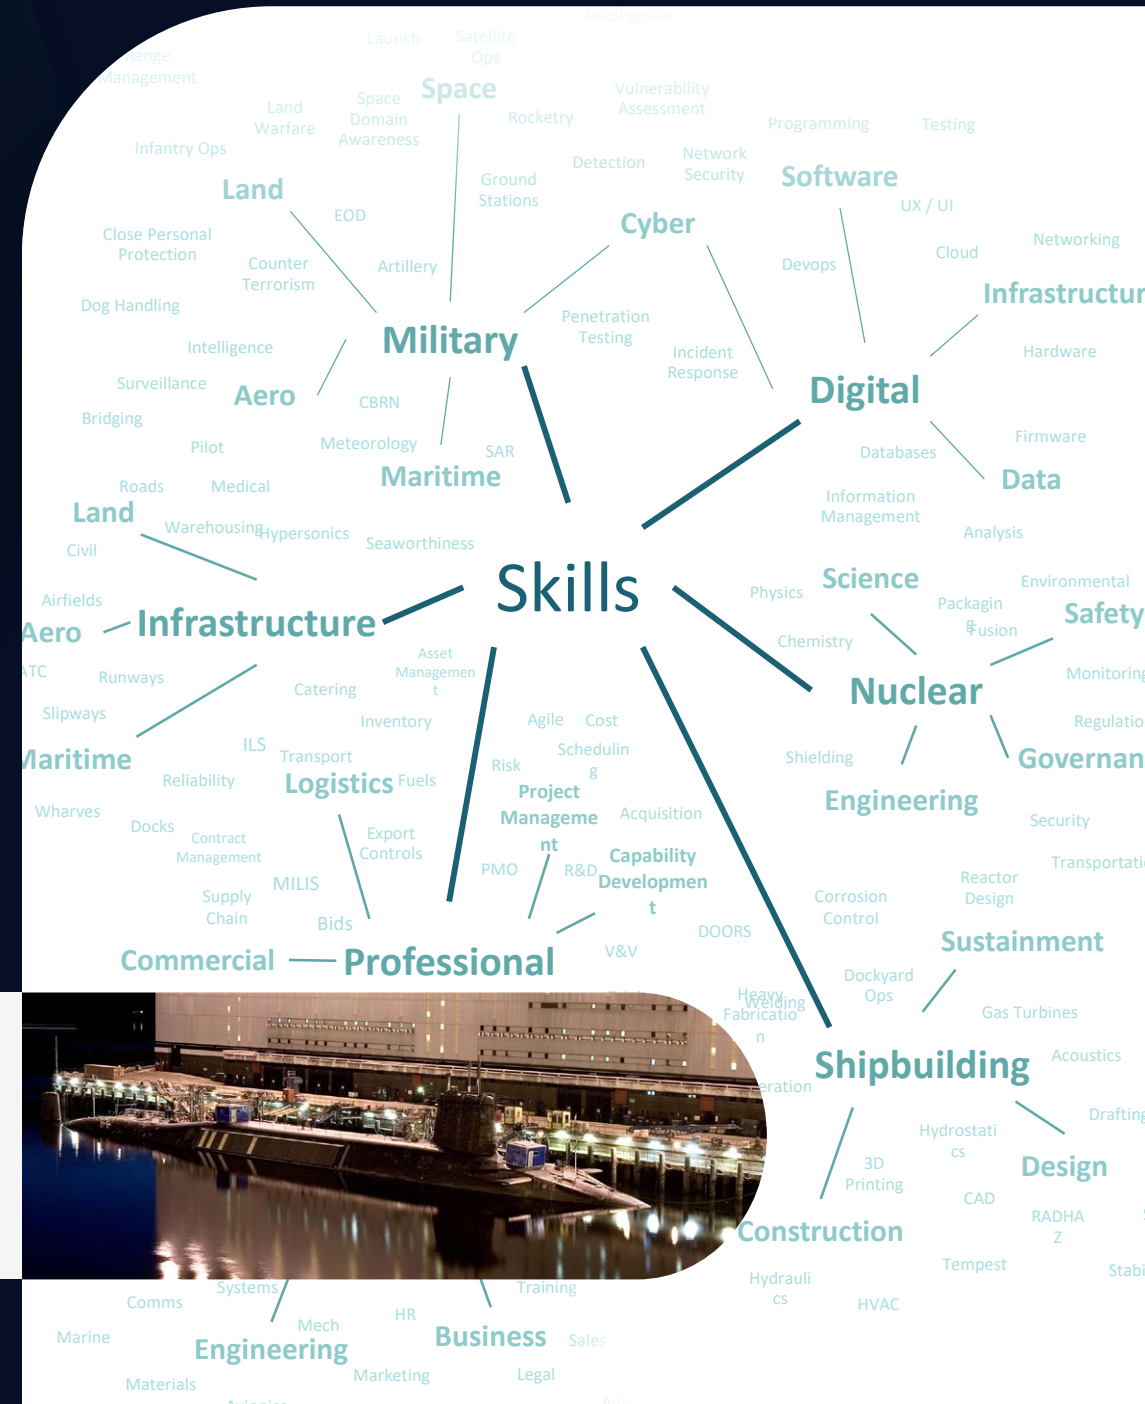 Intelligence
Launch
Satellite
Ops
Range
Management
Space
Vulnerability
Assessment
Land
Warfare
Space
Domain
Awareness
Rocketry
Programming
Testing
Infantry Ops
Detection
Network
Security
Software
Land
Ground
Stations
UX / UI
EOD
Cyber
Close Personal
Protection
Networking
Counter
Terrorism
Artillery
Devops
Cloud
Dog Handling
Infrastructur
Penetration
Testing
Military
Intelligence
Incident
Response
Hardware
Surveillance
Aero
CBRN
Digital
Bridging
Pilot
Meteorology
SAR
Databases
Firmware
Maritime
Data
Roads
Medical
Information
Management
Land
Warehousing
Hypersonics
Seaworthiness
Analysis
Civil
Skills
Science
Physics
Environmental
Airfields
Packagin
g
Fusion
Safety
Infrastructure
Aero
Chemistry
Asset
Managemen
t
ATC
Runways
Monitoring
Catering
Nuclear
Slipways
Inventory
Agile
Cost
Regulatio
ILS
Transport
Schedulin
g
Shielding
Maritime
Risk
Governan
Reliability
Logistics
Fuels
Project
Manageme
nt
Engineering
Wharves
Docks
Acquisition
Security
Contract
Management
Export
Controls
Capability
Developmen
t
Transportati
PMO
R&D
MILIS
Reactor
Design
Supply
Chain
Corrosion
Control
Bids
DOORS
Sustainment
Commercial
Professional
V&V
Dockyard
Ops
Heavy
Fabricatio
n
Welding
Gas Turbines
Shipbuilding
Acoustics
eration
Drafting
Hydrostati
cs
3D
Printing
Design
CAD
RADHA
Z
Construction
Tempest
Stabi
Hydrauli
cs
HVAC
Systems
Training
Comms
HR
Mech
Marine
Business
Sales
Engineering
Marketing
Legal
Materials